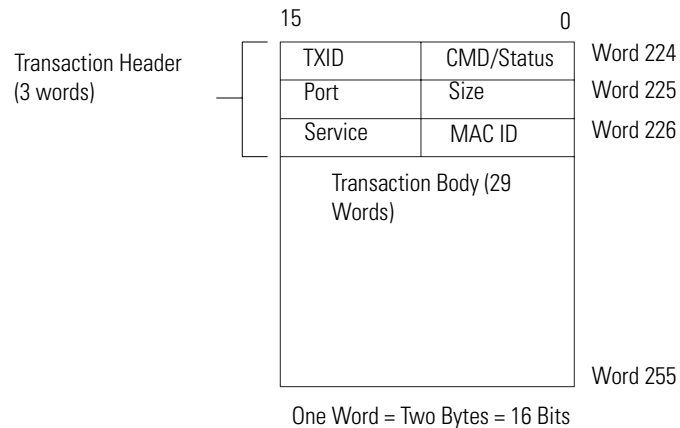 15 0
Transaction Header
(3 words)
TXID CMD/Status Word 224
Port Size Word 225
Service MAC ID Word 226
Transaction Body (29
Words)
Word 255
One Word = Two Bytes = 16 Bits